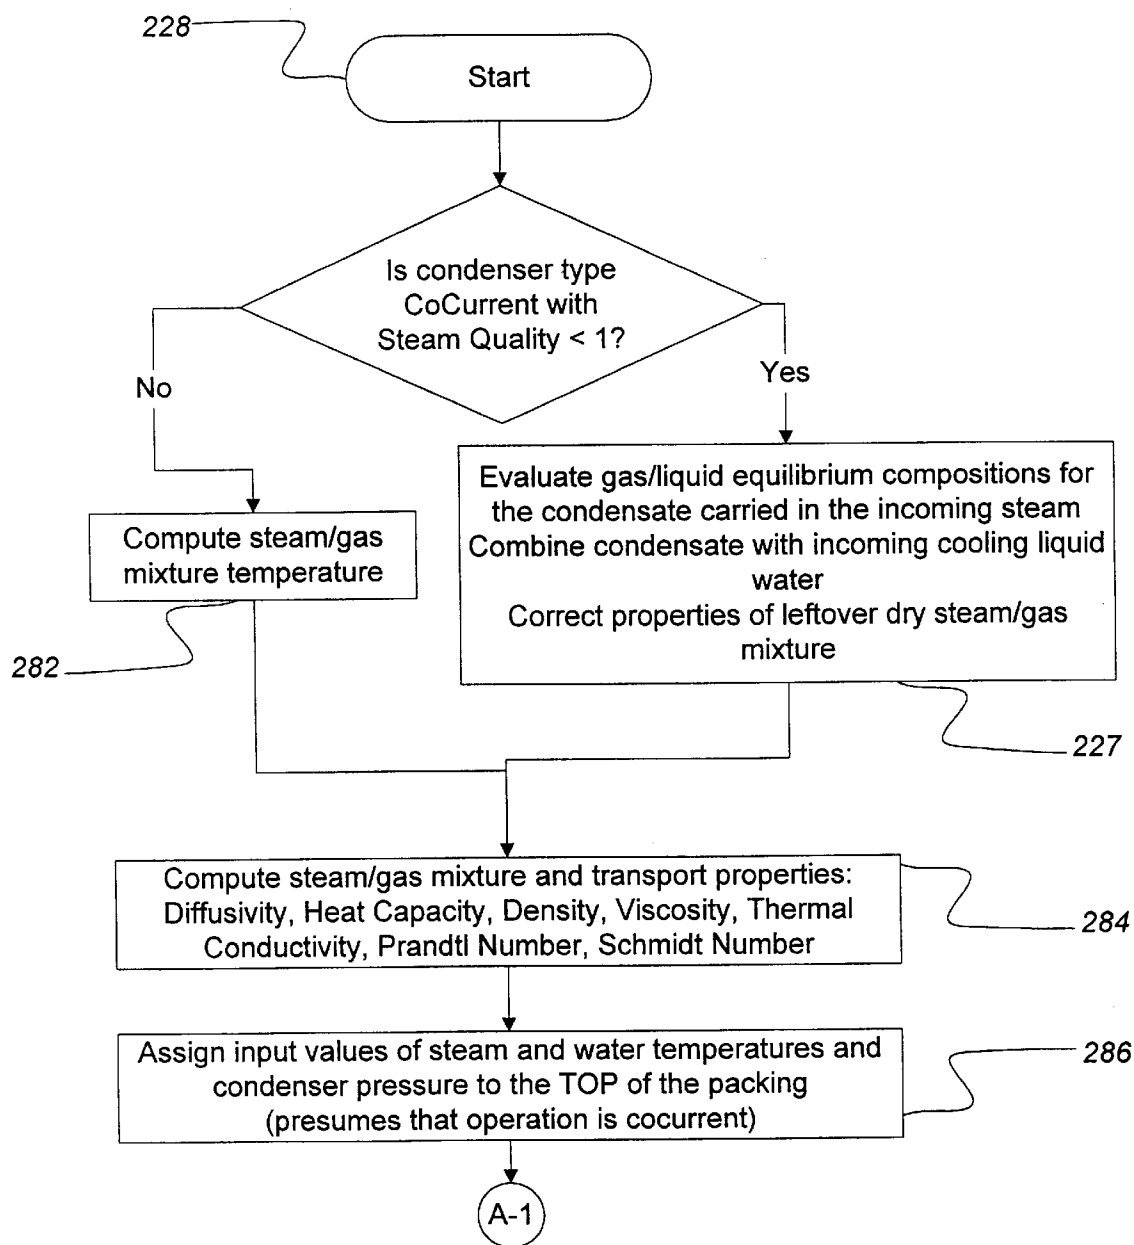 228
Start
Is condenser type
CoCurrent with
Steam Quality < 1?
No
Yes
Compute steam/gas
mixture temperature
282
Evaluate gas/liquid equilibrium compositions for
the condensate carried in the incoming steam
Combine condensate with incoming cooling liquid
water
Correct properties of leftover dry steam/gas
mixture
227
Compute steam/gas mixture and transport properties:
Diffusivity, Heat Capacity, Density, Viscosity, Thermal
Conductivity, Prandtl Number, Schmidt Number
284
Assign input values of steam and water temperatures and
condenser pressure to the TOP of the packing
(presumes that operation is cocurrent)
286
A-1